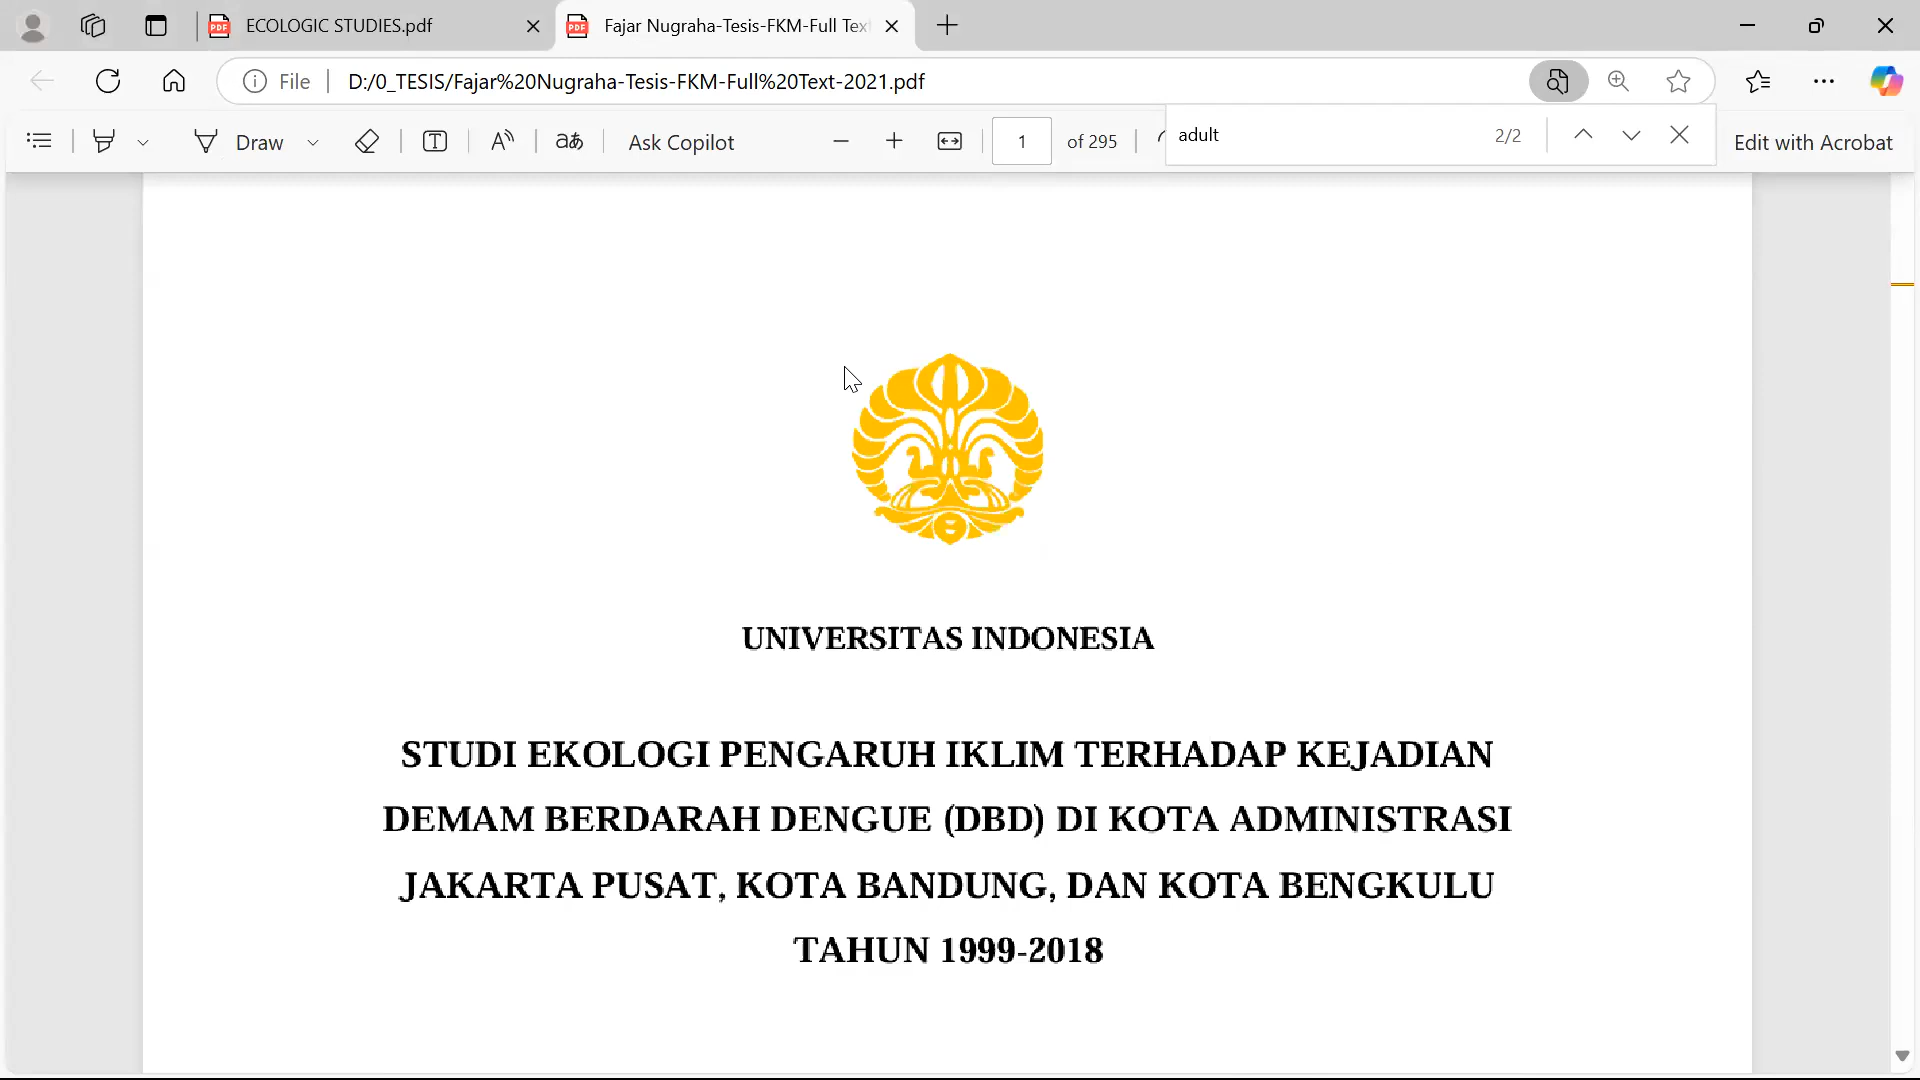 ECOLOGIC STUDIES.pdf
Fajar Nugraha-Tesis-FKM-Full Tex
File
D:/0_TESIS/Fajar%20Nugraha-Tesis-FKM-Full%20Text-2021.pdf
Draw
aあ
Ask Copilot
1
of 295
adult
2/2
Edit with Acrobat
UNIVERSITAS INDONESIA
STUDI EKOLOGI PENGARUH IKLIM TERHADAP KEJADIAN
DEMAM BERDARAH DENGUE (DBD) DI KOTA ADMINISTRASI
JAKARTA PUSAT, KOTA BANDUNG, DAN KOTA BENGKULU
TAHUN 1999-2018